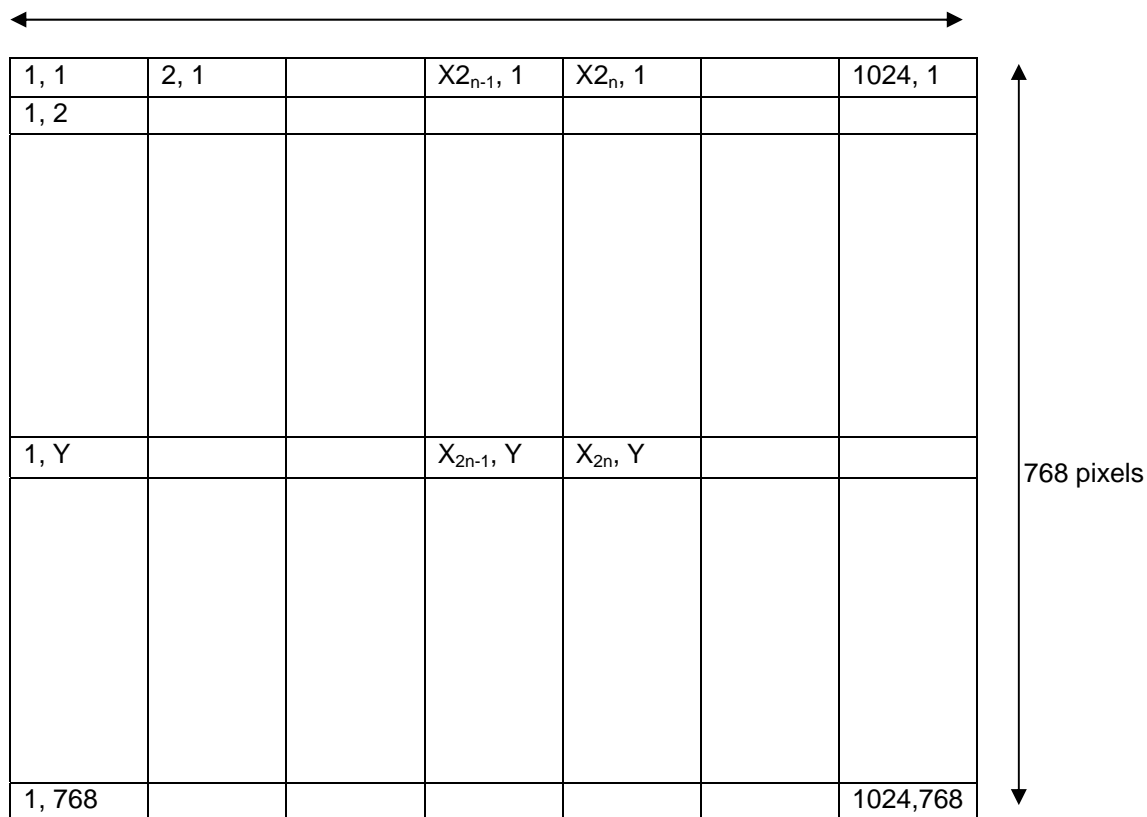 1, 1 2, 1 X2ₙ₋₁, 1 X2ₙ, 1 1024, 1
1, 2
1, Y X₂ₙ₋₁, Y X₂ₙ, Y
768 pixels
1, 768 1024,768